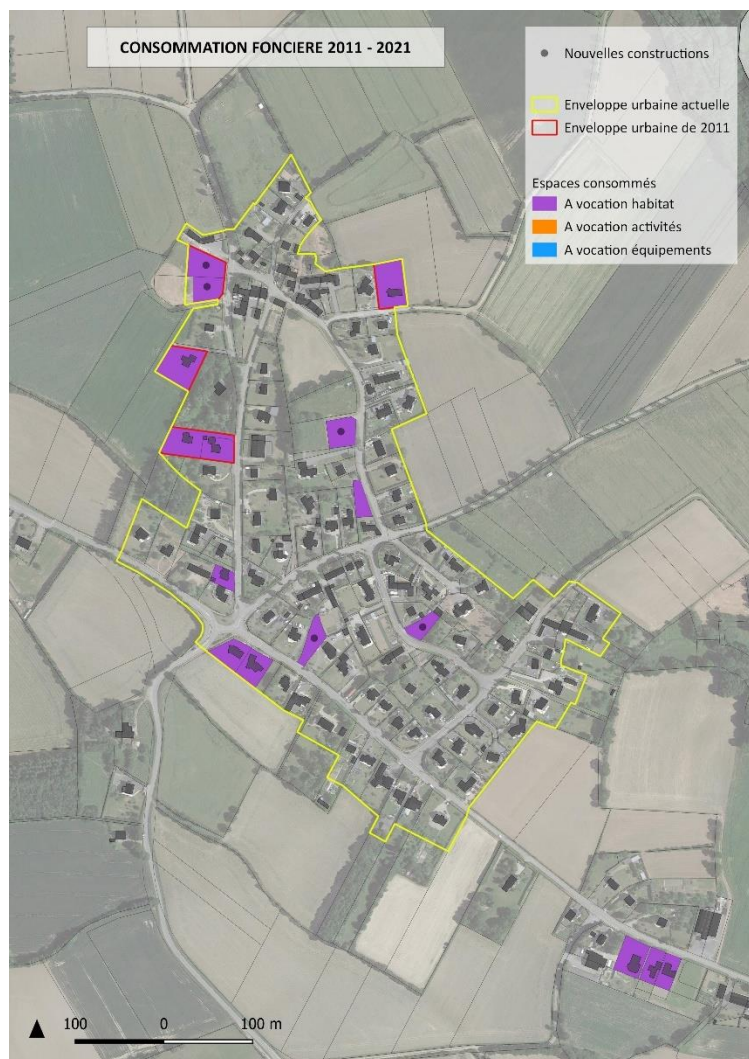 CONSOMMATION FONCIERE 2011 - 2021
Nouvelles constructions
Enveloppe urbaine actuelle
Enveloppe urbaine de 2011
Espaces consommés
A vocation habitat
A vocation activités
A vocation équipements
100 0 100 m